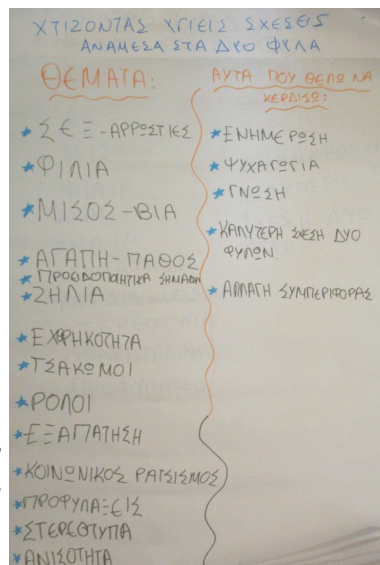 ΧΤΙΖΟΝΤΑΣ ΥΓΙΕΙΣ ΣΧΕΣΕΙΣ
ΑΝΑΜΕΣΑ ΣΤΑ ΔΥΟ ΦΥΛΑ
ΘΕΜΑΤΑ:
* ΣΕΞ-ΑΡΡΩΣΤΙΕΣ
* ΦΙΛΙΑ
* ΜΙΣΟΣ-ΒΙΑ
* ΑΓΑΠΗ-ΠΑΘΟΣ
* ΠΡΟΕΙΔΟΠΟΙΗΤΙΚΑ ΣΗΜΑΔΙΑ
* ΖΗΛΙΑ
* ΕΧΘΡΗΚΟΤΗΤΑ
* ΤΣΑΚΩΜΟΙ
* ΡΟΛΟΙ
* ΕΞΑΠΑΤΗΣΗ
* ΚΟΙΝΩΝΙΚΟΣ ΡΑΤΣΙΣΜΟΣ
* ΠΡΟΦΥΛΑΞΕΙΣ
* ΣΤΕΡΕΟΤΥΠΑ
* ΑΝΙΣΟΤΗΤΑ
ΑΥΤΑ ΠΟΥ ΘΕΛΩ ΝΑ
ΚΕΡΔΙΣΩ:
* ΕΝΗΜΕΡΩΣΗ
* ΨΥΧΑΓΩΓΙΑ
* ΓΝΩΣΗ
* ΚΑΛΥΤΕΡΗ ΣΧΕΣΗ ΔΥΟ
ΦΥΛΩΝ.
* ΑΛΛΑΓΗ ΣΥΜΠΕΡΙΦΟΡΑΣ